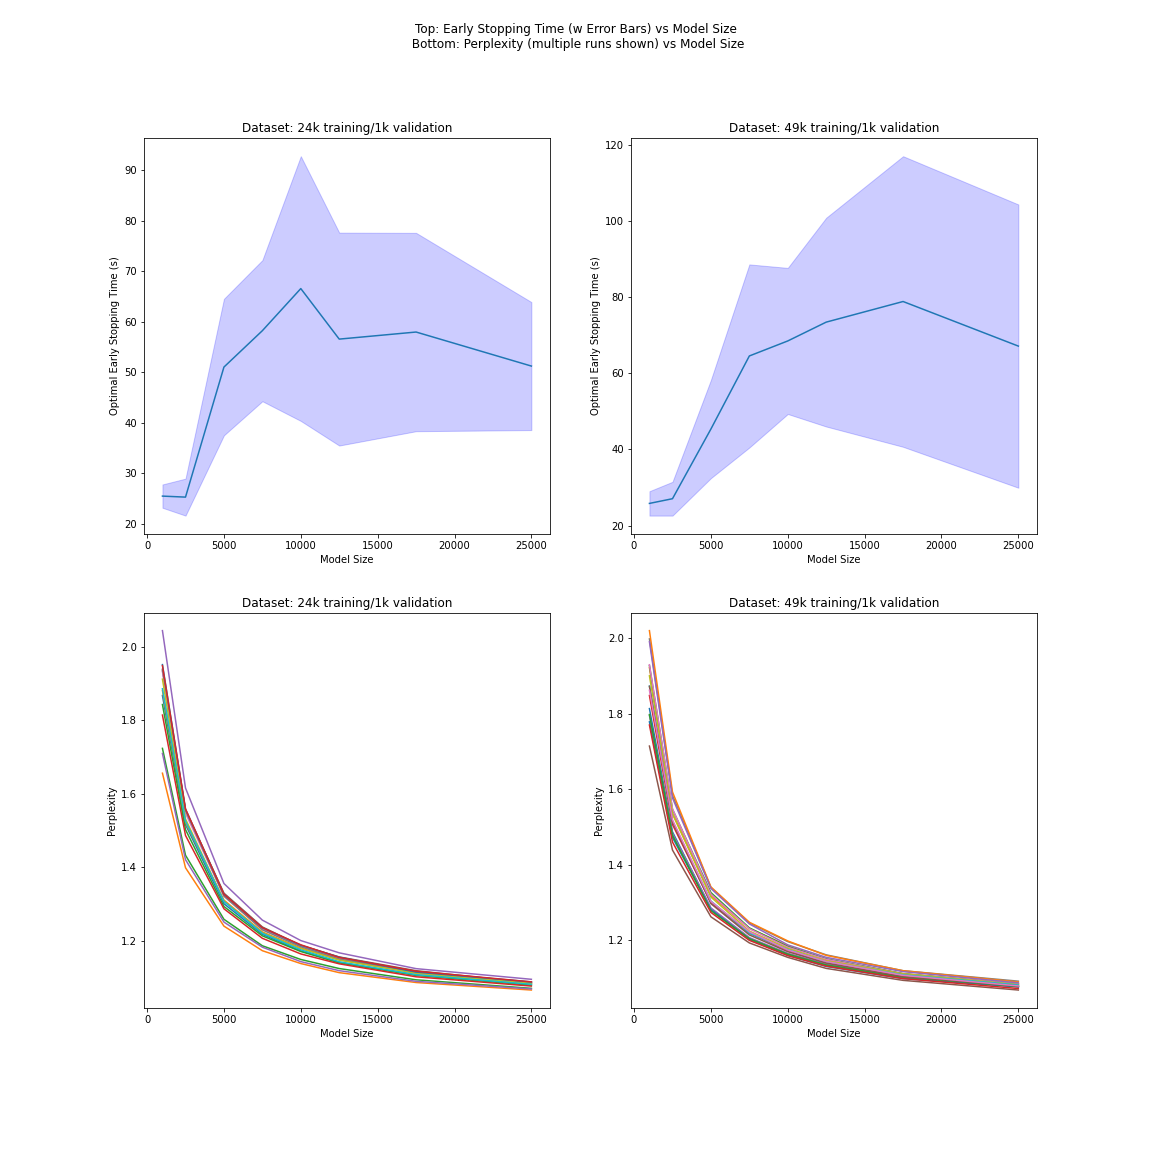 Top: Early Stopping Time (w Error Bars) vs Model Size
Bottom: Perplexity (multiple runs shown) vs Model Size
Dataset: 24k training/1k validation
Optimal Early Stopping Time (s)
90
80
70
60
50
40
30
20
0 5000 10000 15000 20000 25000
Model Size
Dataset: 49k training/1k validation
Optimal Early Stopping Time (s)
120
100
80
60
40
20
0 5000 10000 15000 20000 25000
Model Size
Dataset: 24k training/1k validation
Perplexity
2.0
1.8
1.6
1.4
1.2
0 5000 10000 15000 20000 25000
Model Size
Dataset: 49k training/1k validation
Perplexity
2.0
1.8
1.6
1.4
1.2
0 5000 10000 15000 20000 25000
Model Size